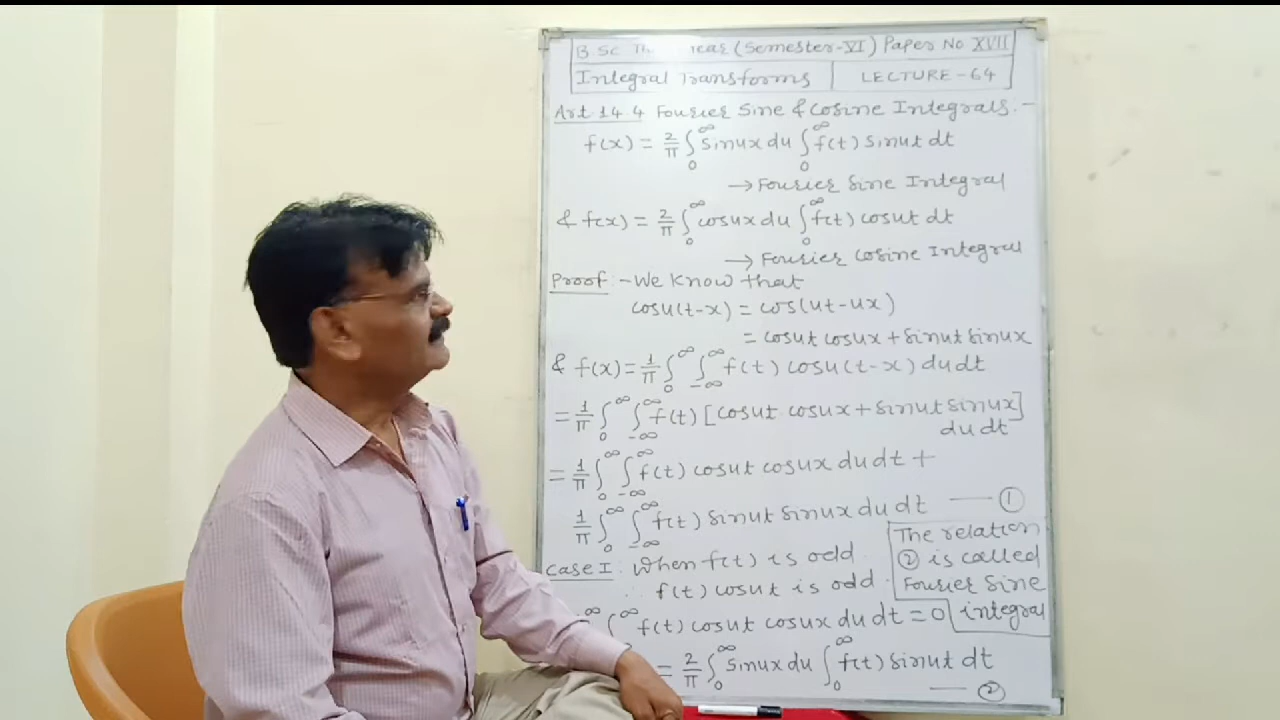 B Sc (Semester-VI) Paper No XVII
Integral Transforms LECTURE-64
Art 14.4 Fourier Sine & Cosine Integrals:-
f(x) = 2/π ∫₀^∞ sinux du ∫₀^∞ f(t) sinut dt
→ Fourier Sine Integral
& f(x) = 2/π ∫₀^∞ cosux du ∫₀^∞ f(t) cosut dt
→ Fourier Cosine Integral
Proof:- We know that
cosu(t-x) = cos(ut-ux)
= cosut cosux + sinut sinux
& f(x) = 1/π ∫₀^∞ ∫₋∞^∞ f(t) cosu(t-x) du dt
= 1/π ∫₀^∞ ∫₋∞^∞ f(t) [cosut cosux + sinut sinux]
du dt
= 1/π ∫₀^∞ ∫₋∞^∞ f(t) cosut cosux du dt +
1/π ∫₀^∞ ∫₋∞^∞ f(t) sinut sinux du dt — ①
Case I: When f(t) is odd
∴ f(t) cosut is odd
∞ ∫^∞ f(t) cosut cosux du dt = 0
= 2/π ∫₀^∞ sinux du ∫₀^∞ f(t) sinut dt
— ②
The relation
② is called
Fourier Sine
integral